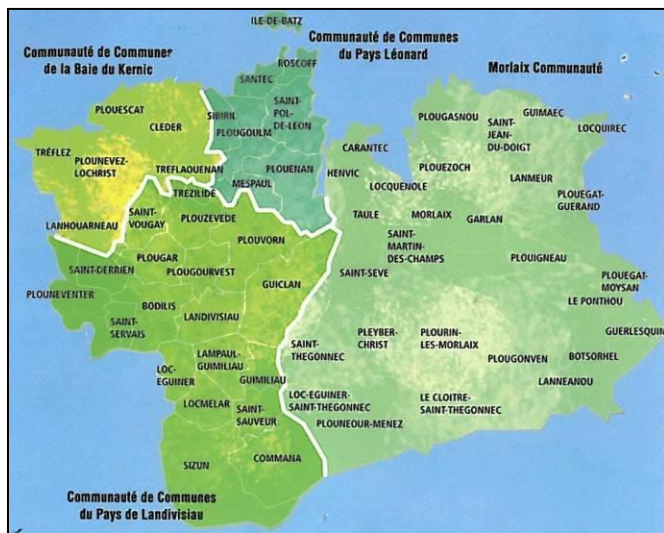 ILE-DE-BATZ
Communauté de Communes
de la Baie du Kernic
Communauté de Communes
du Pays Léonard
Morlaix Communauté
ROSCOFF
SANTEC
PLOUESCAT
CLEDER
SIBIRIL
SAINT-
POL-
DE-LEON
PLOUGOULM
TRÉFLEZ
PLOUNEVEZ-
LOCHRIST
TREFLAOUENAN
PLOUENAN
MESPAUL
TREZILIDE
LANHOUARNEAU
SAINT-
VOUGAY
PLOUZEVEDE
PLOUVORN
SAINT-DERRIEN
PLOUGAR
PLOUGOURVEST
GUICLAN
PLOUNEVENTER
BODILIS
SAINT-
SERVAIS
LANDIVISIAU
LAMPAUL-
GUIMILIAU
LOC-
EGUINER
GUIMILIAU
LOCMELAR
SAINT-
SAUVEUR
SIZUN
COMMANA
Communauté de Communes
du Pays de Landivisiau
PLOUGASNOU
GUIMAEC
SAINT-
JEAN-
DU-DOIGT
LOCQUIREC
CARANTEC
HENVIC
PLOUEZOCH
LANMEUR
LOCQUENOLE
PLOUEGAT-
GUERAND
TAULE
MORLAIX
GARLAN
SAINT-
MARTIN-
DES-CHAMPS
PLOUIGNEAU
SAINT-SEVE
PLOUEGAT-
MOYSAN
LE PONTHOU
GUERLESQUIN
PLEYBER-
CHRIST
PLOURIN-
LES-MORLAIX
SAINT-
THEGONNEC
PLOUGONVEN
BOTSORHEL
LANNEANOU
LOC-EGUINER-
SAINT-THEGONNEC
LE CLOITRE-
SAINT-THEGONNEC
PLOUNEOUR-MENEZ